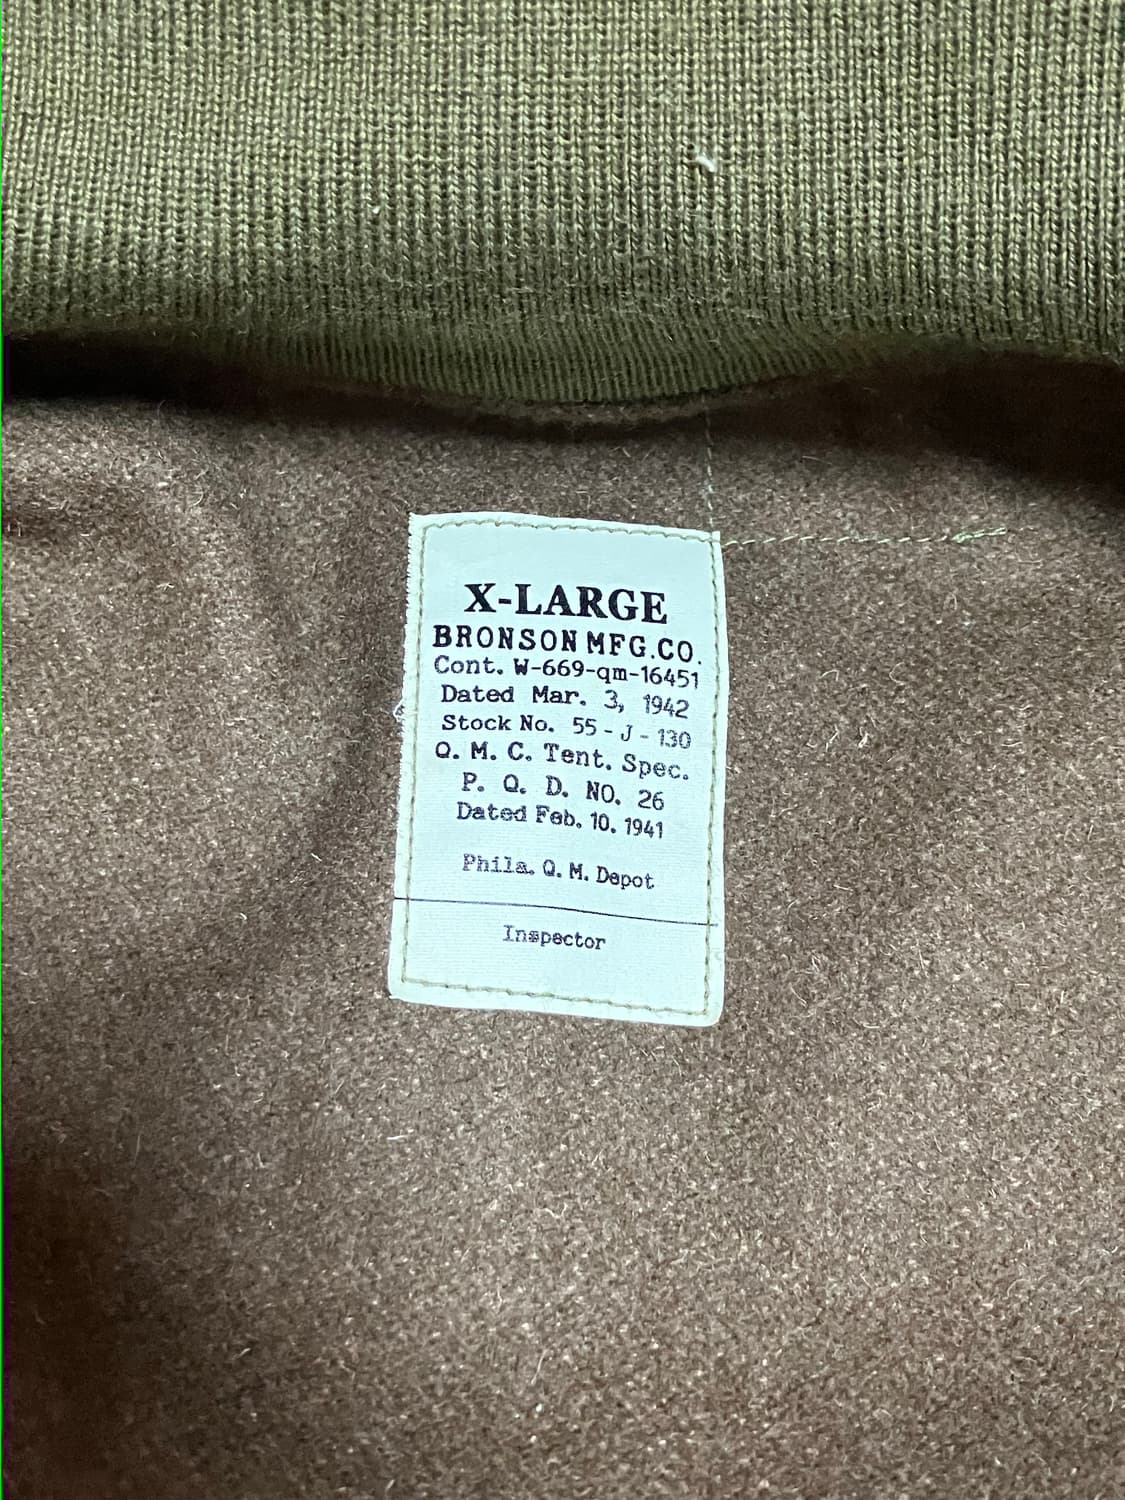 X-LARGE
BRONSON MFG.CO.
Cont. W-669-qm-16451
Dated Mar. 3, 1942
Stock No. 55 - J - 130
Q. M. C. Tent. Spec.
P. Q. D. NO. 26
Dated Feb. 10. 1941
Phila. Q. M. Depot
Inspector